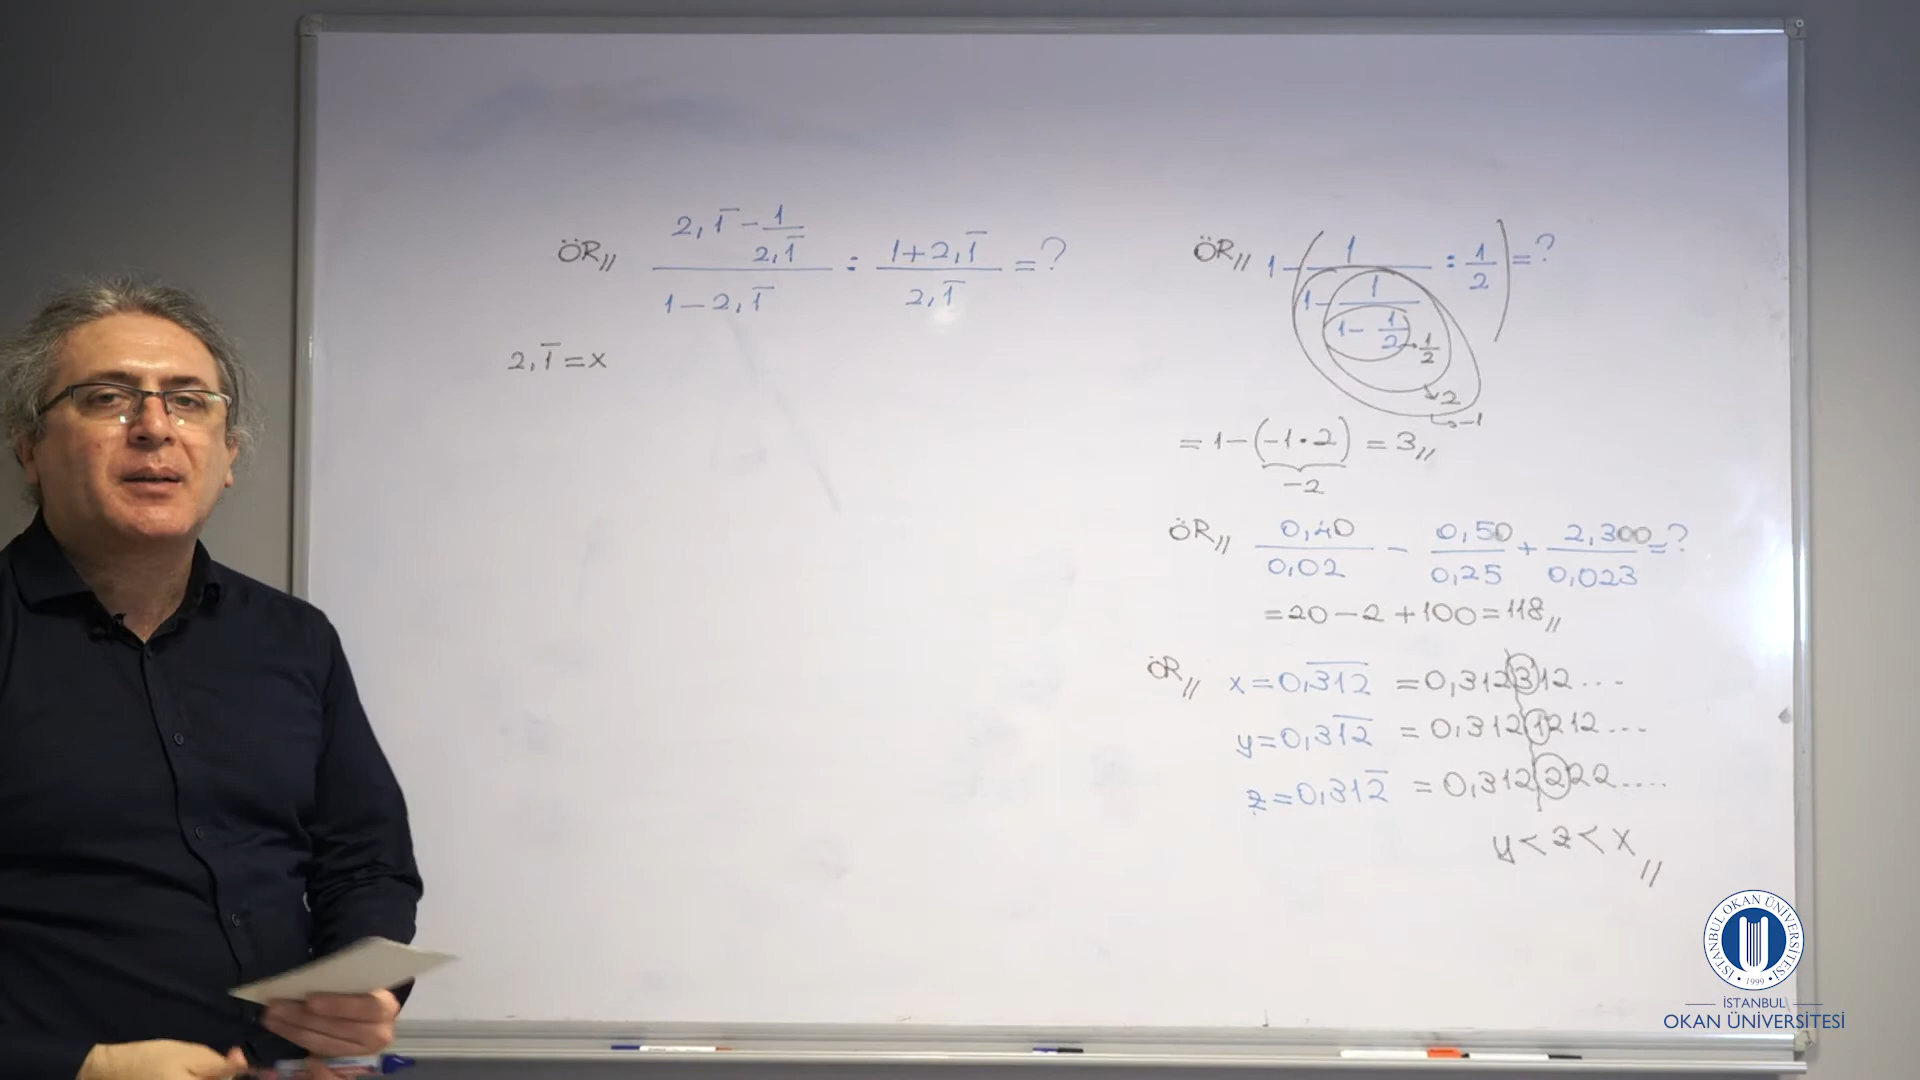 ÖR// (2,1̅ − 1/2,1̅)/(1 − 2,1̅) : (1+2,1̅)/2,1̅ = ?
2,1̅ = x
ÖR// 1 − (1/(1 − 1/(1 − 1/2)) : 1/2) = ?
→ 1/2
→ 2
→ −1
= 1 − (−1 · 2) = 3//
−2
ÖR// 0,40/0,02 − 0,50/0,25 + 2,300/0,023 = ?
= 20 − 2 + 100 = 118//
ÖR// x = 0,3̅1̅2̅ = 0,312312...
y = 0,31̅2̅ = 0,3121212...
z = 0,312̅ = 0,312222....
y < z < x //
İSTANBUL OKAN ÜNİVERSİTESİ
1999
İSTANBUL
OKAN ÜNİVERSİTESİ